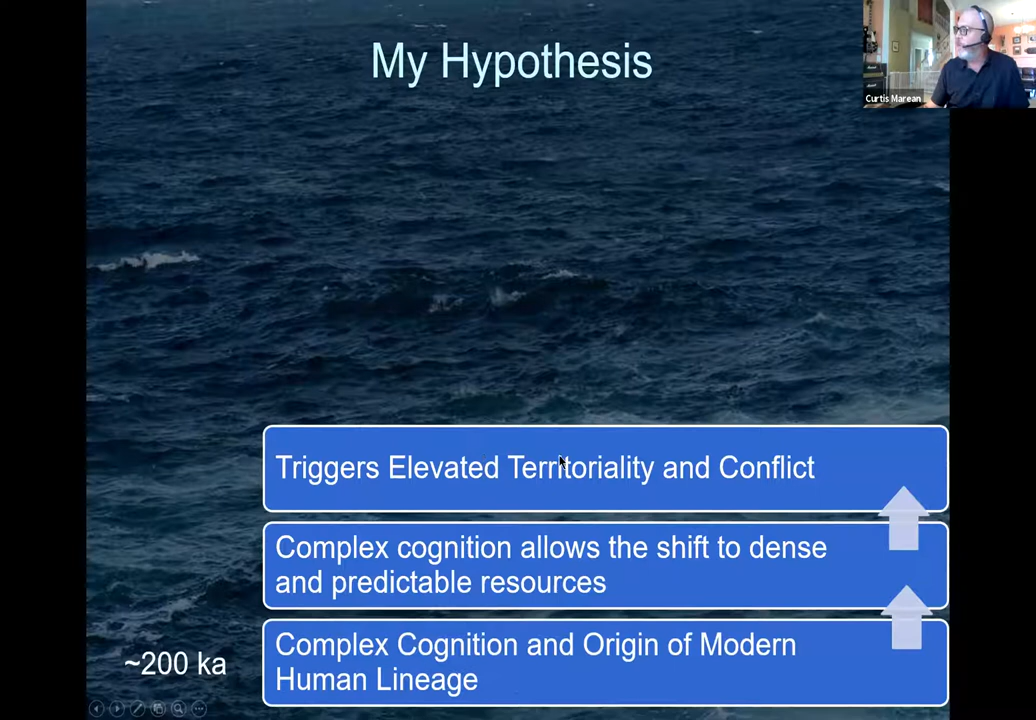 My Hypothesis
Curtis Marean
Triggers Elevated Territoriality and Conflict
Complex cognition allows the shift to dense
and predictable resources
~200 ka
Complex Cognition and Origin of Modern
Human Lineage